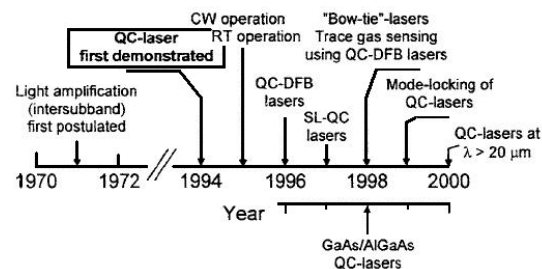 CW operation
RT operation
"Bow-tie"-lasers
Trace gas sensing
using QC-DFB lasers
QC-laser
first demonstrated
Light amplification
(intersubband)
first postulated
QC-DFB
lasers
SL-QC
lasers
Mode-locking of
QC-lasers
QC-lasers at
λ > 20 μm
1970
1972
1994
1996
1998
2000
Year
GaAs/AlGaAs
QC-lasers